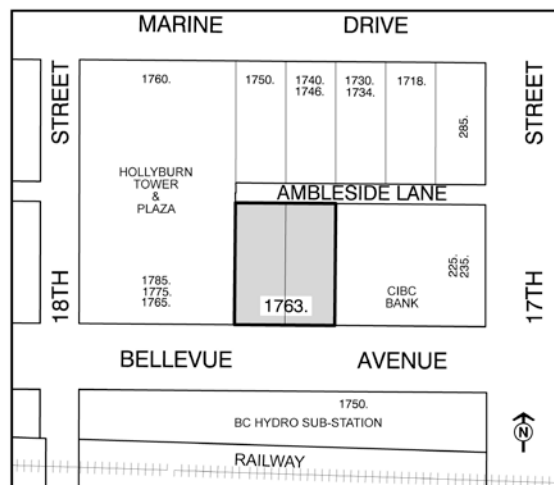 MARINE DRIVE
STREET
STREET
1760.
1750.
1740.
1746.
1730.
1734.
1718.
285.
HOLLYBURN
TOWER
&
PLAZA
AMBLESIDE LANE
1785.
1775.
1765.
1763.
CIBC
BANK
225.
235.
18TH
17TH
BELLEVUE AVENUE
1750.
BC HYDRO SUB-STATION
N
RAILWAY